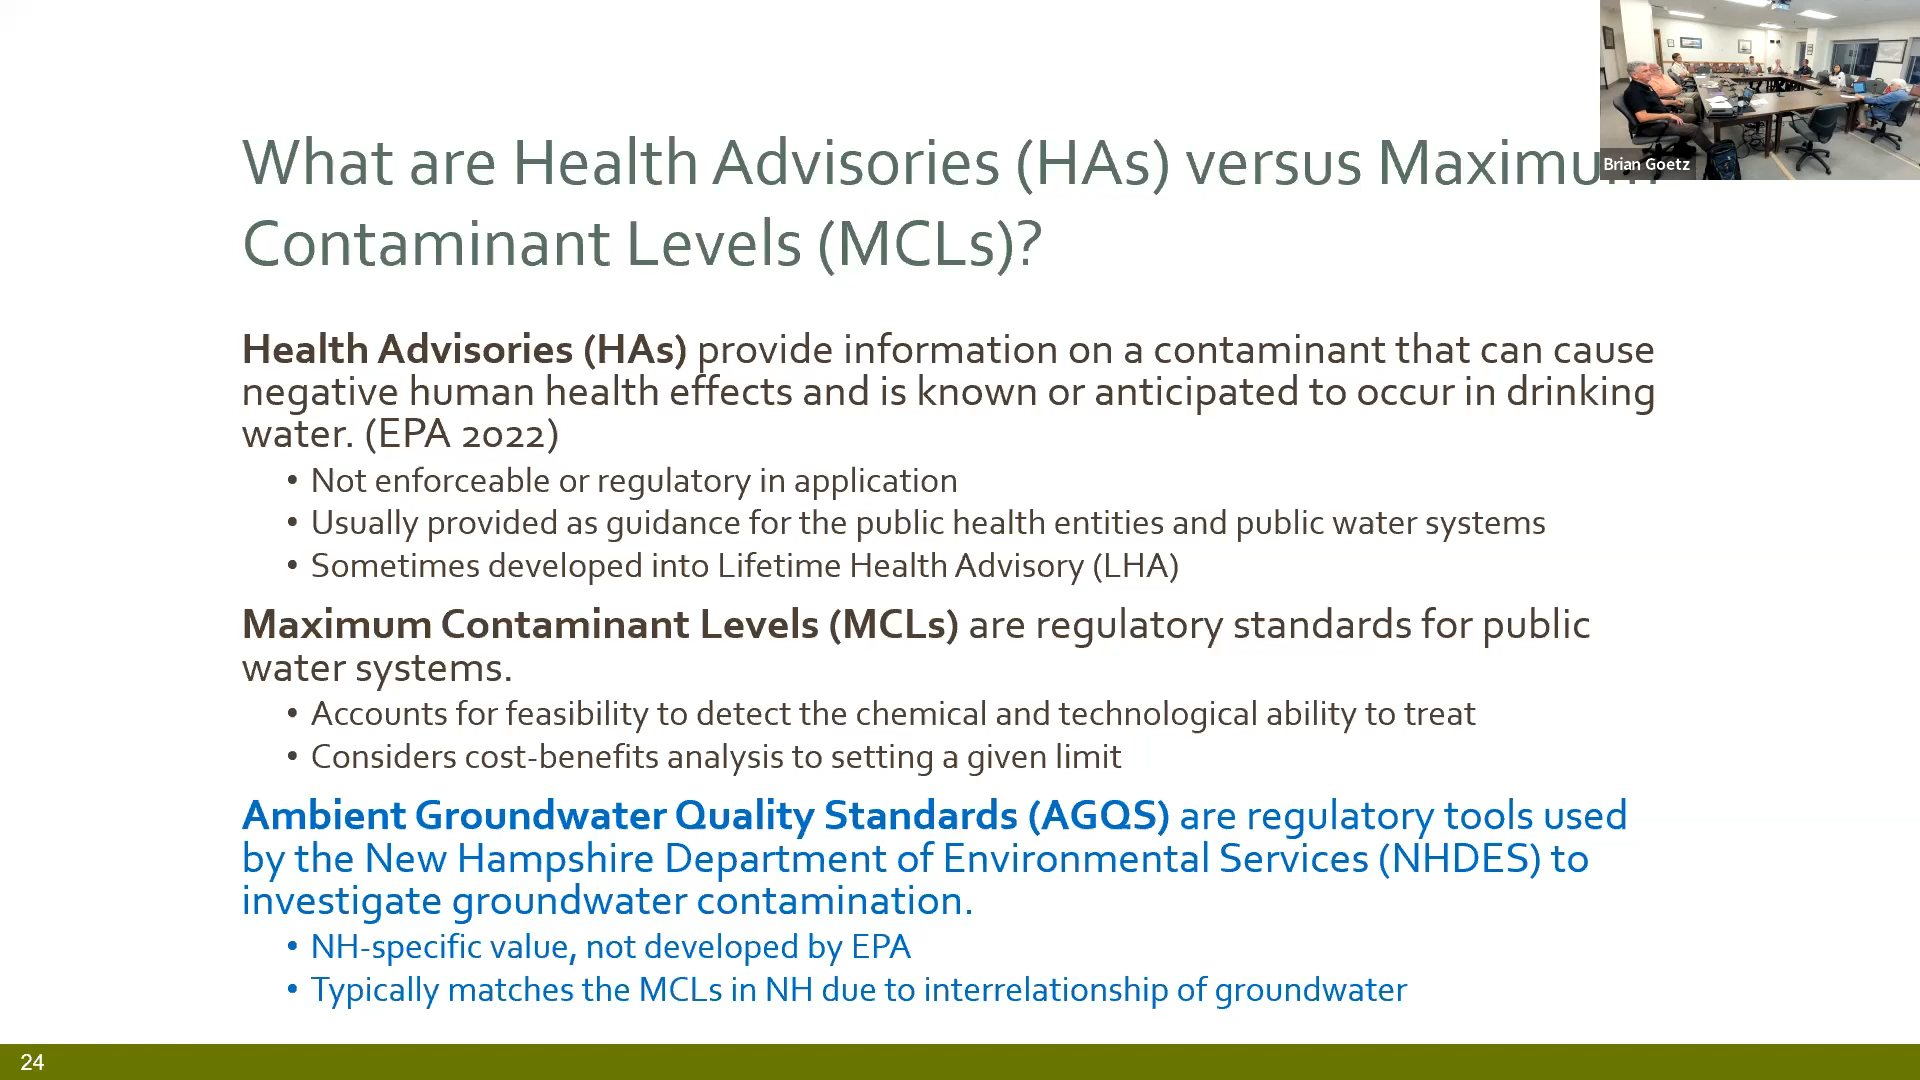 What are Health Advisories (HAs) versus Maximum
Contaminant Levels (MCLs)?
Brian Goetz
Health Advisories (HAs) provide information on a contaminant that can cause
negative human health effects and is known or anticipated to occur in drinking
water. (EPA 2022)
• Not enforceable or regulatory in application
• Usually provided as guidance for the public health entities and public water systems
• Sometimes developed into Lifetime Health Advisory (LHA)
Maximum Contaminant Levels (MCLs) are regulatory standards for public
water systems.
• Accounts for feasibility to detect the chemical and technological ability to treat
• Considers cost-benefits analysis to setting a given limit
Ambient Groundwater Quality Standards (AGQS) are regulatory tools used
by the New Hampshire Department of Environmental Services (NHDES) to
investigate groundwater contamination.
• NH-specific value, not developed by EPA
• Typically matches the MCLs in NH due to interrelationship of groundwater
24